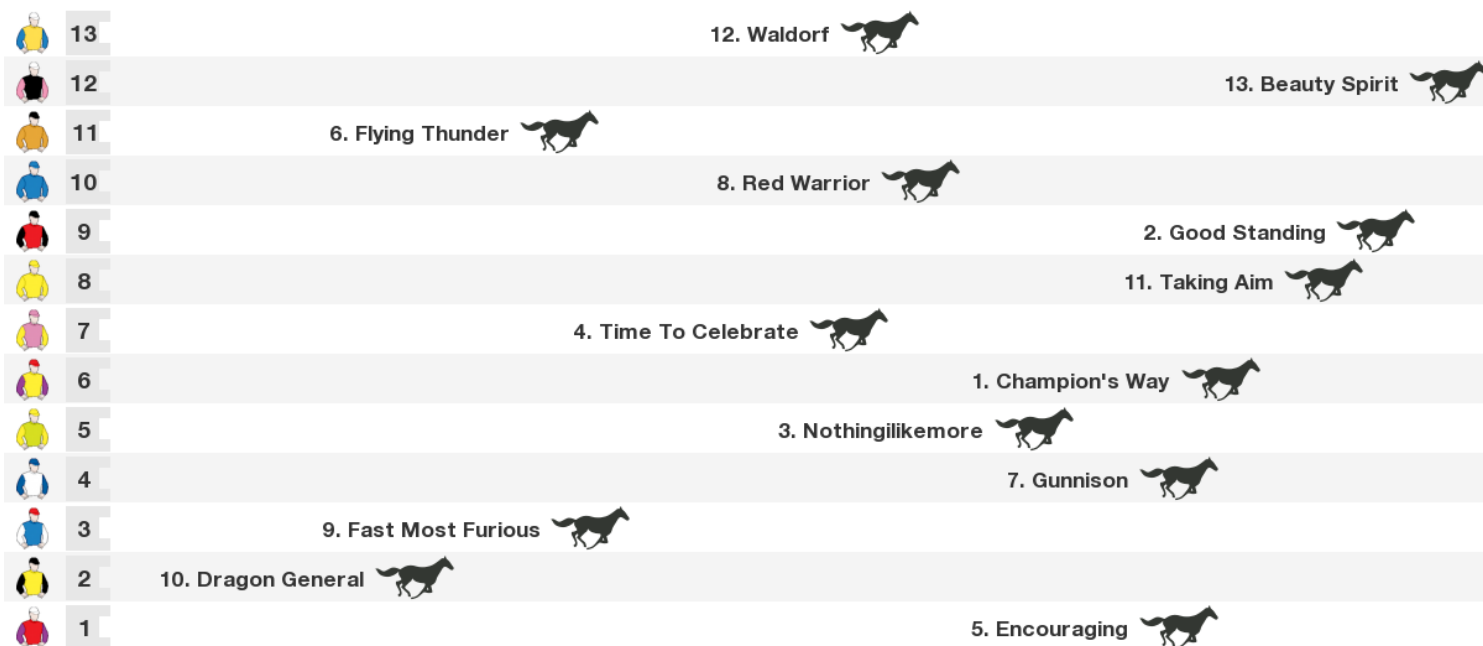 13 12. Waldorf
12 13. Beauty Spirit
11 6. Flying Thunder
10 8. Red Warrior
9 2. Good Standing
8 11. Taking Aim
7 4. Time To Celebrate
6 1. Champion's Way
5 3. Nothingilikemore
4 7. Gunnison
3 9. Fast Most Furious
2 10. Dragon General
1 5. Encouraging